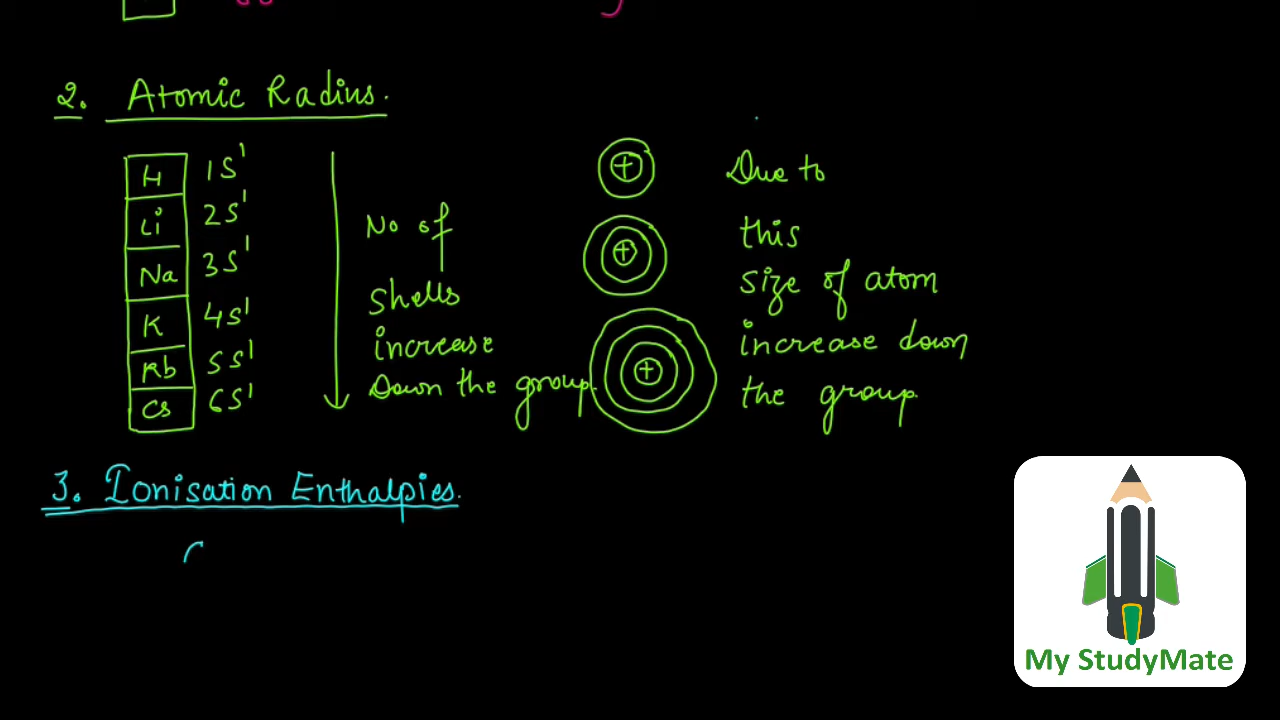 2. Atomic Radius.
H 1S¹
Li 2S¹
Na 3S¹
K 4S¹
Rb 5S¹
Cs 6S¹
No of
shells
increase
Down the group.
+
+
+
Due to
this
size of atom
increase down
the group.
3. Ionisation Enthalpies.
My StudyMate